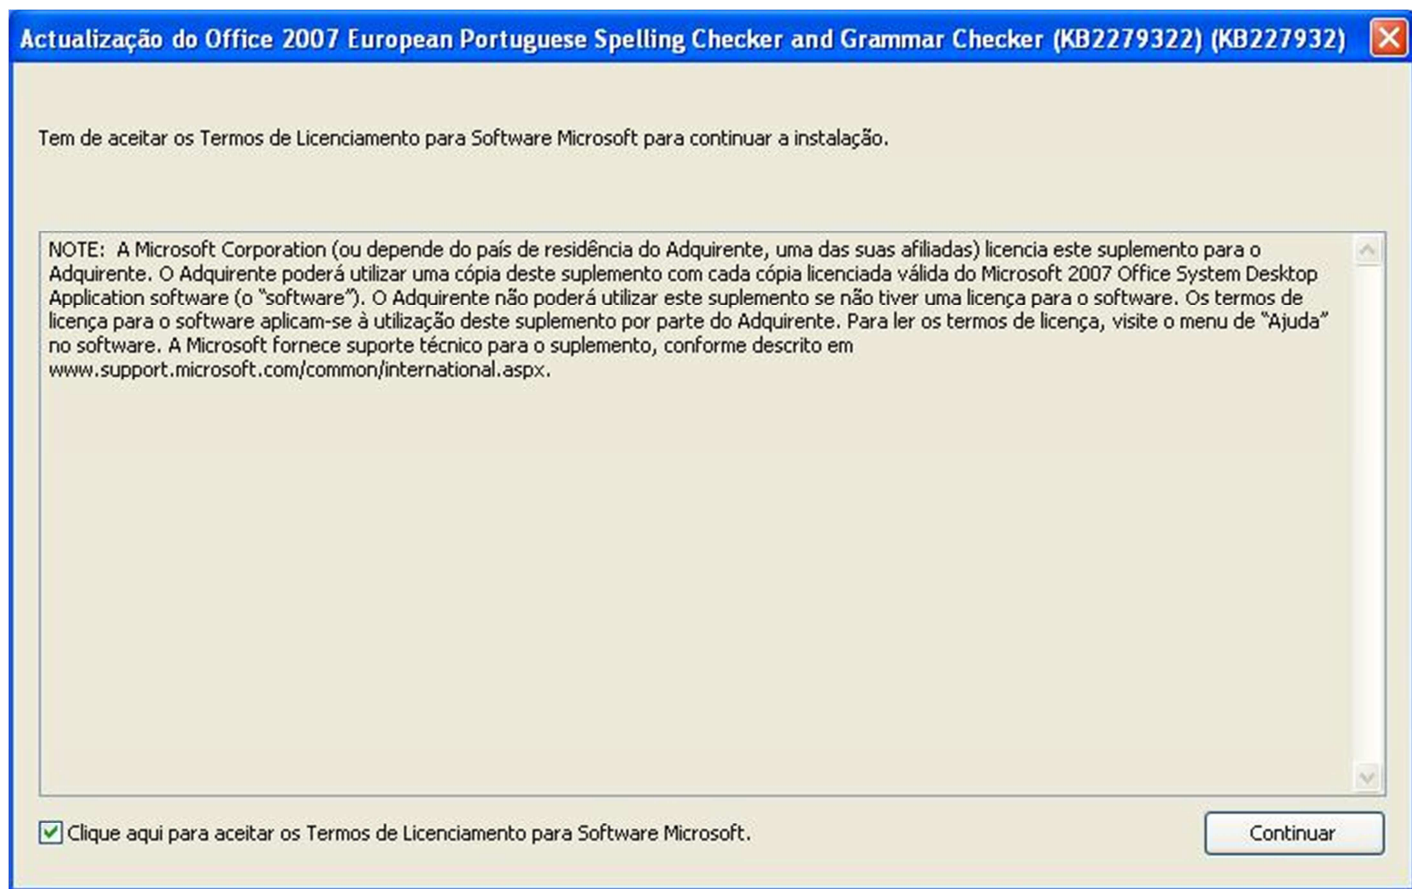 Actualização do Office 2007 European Portuguese Spelling Checker and Grammar Checker (KB2279322) (KB227932)
Tem de aceitar os Termos de Licenciamento para Software Microsoft para continuar a instalação.
NOTE:  A Microsoft Corporation (ou depende do país de residência do Adquirente, uma das suas afiliadas) licencia este suplemento para o
Adquirente. O Adquirente poderá utilizar uma cópia deste suplemento com cada cópia licenciada válida do Microsoft 2007 Office System Desktop
Application software (o “software”). O Adquirente não poderá utilizar este suplemento se não tiver uma licença para o software. Os termos de
licença para o software aplicam-se à utilização deste suplemento por parte do Adquirente. Para ler os termos de licença, visite o menu de “Ajuda”
no software. A Microsoft fornece suporte técnico para o suplemento, conforme descrito em
www.support.microsoft.com/common/international.aspx.
Clique aqui para aceitar os Termos de Licenciamento para Software Microsoft.
Continuar